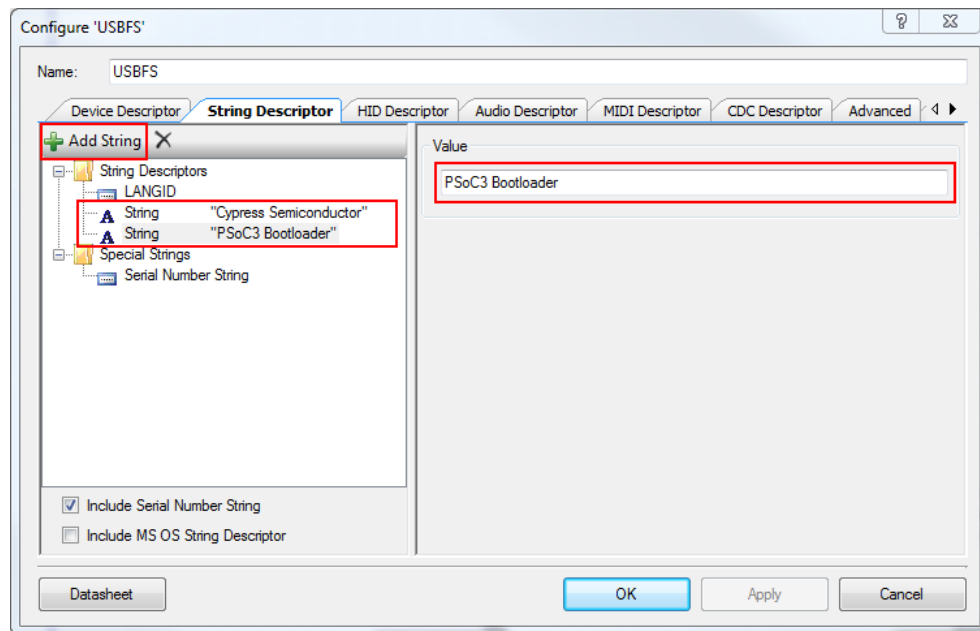 Configure 'USBFS'
Name: USBFS
Device Descriptor String Descriptor HID Descriptor Audio Descriptor MIDI Descriptor CDC Descriptor Advanced
Add String
String Descriptors
LANGID
String "Cypress Semiconductor"
String "PSoC3 Bootloader"
Special Strings
Serial Number String
Value
PSoC3 Bootloader
Include Serial Number String
Include MS OS String Descriptor
Datasheet OK Apply Cancel